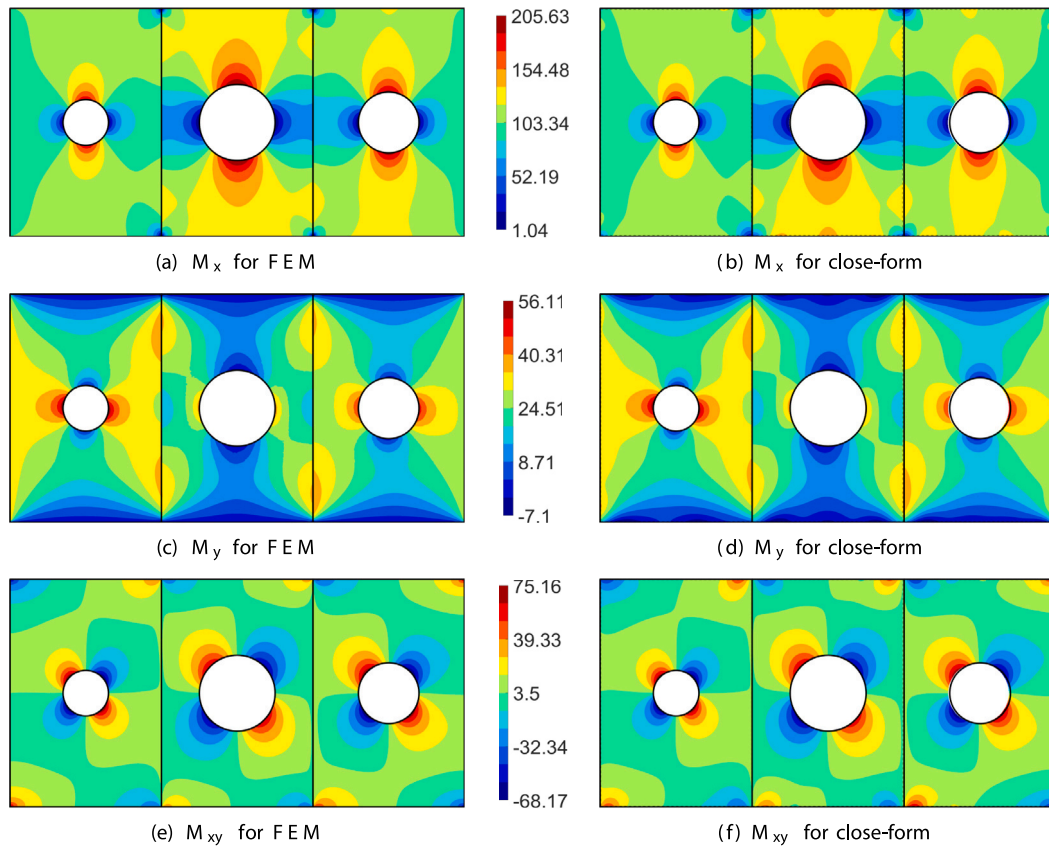 205.63
154.48
103.34
52.19
1.04
(a) M x for F E M
(b) M x for close-form
56.11
40.31
24.51
8.71
-7.1
(c) M y for F E M
(d) M y for close-form
75.16
39.33
3.5
-32.34
-68.17
(e) M xy for F E M
(f) M xy for close-form